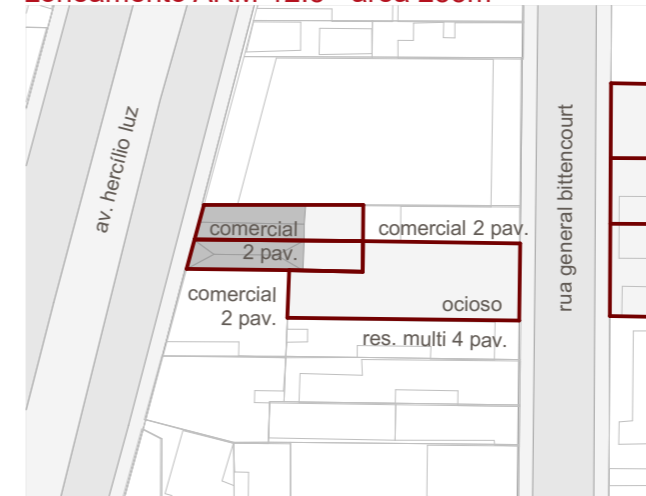 av. hercílio luz
rua general bittencourt
comercial
2 pav.
comercial 2 pav.
comercial
2 pav.
ocioso
res. multi 4 pav.